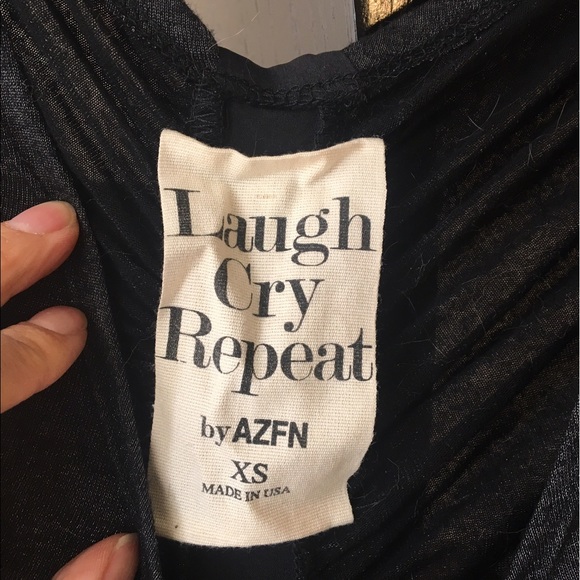 Laugh
Cry
Repeat
by AZFN
XS
MADE IN USA